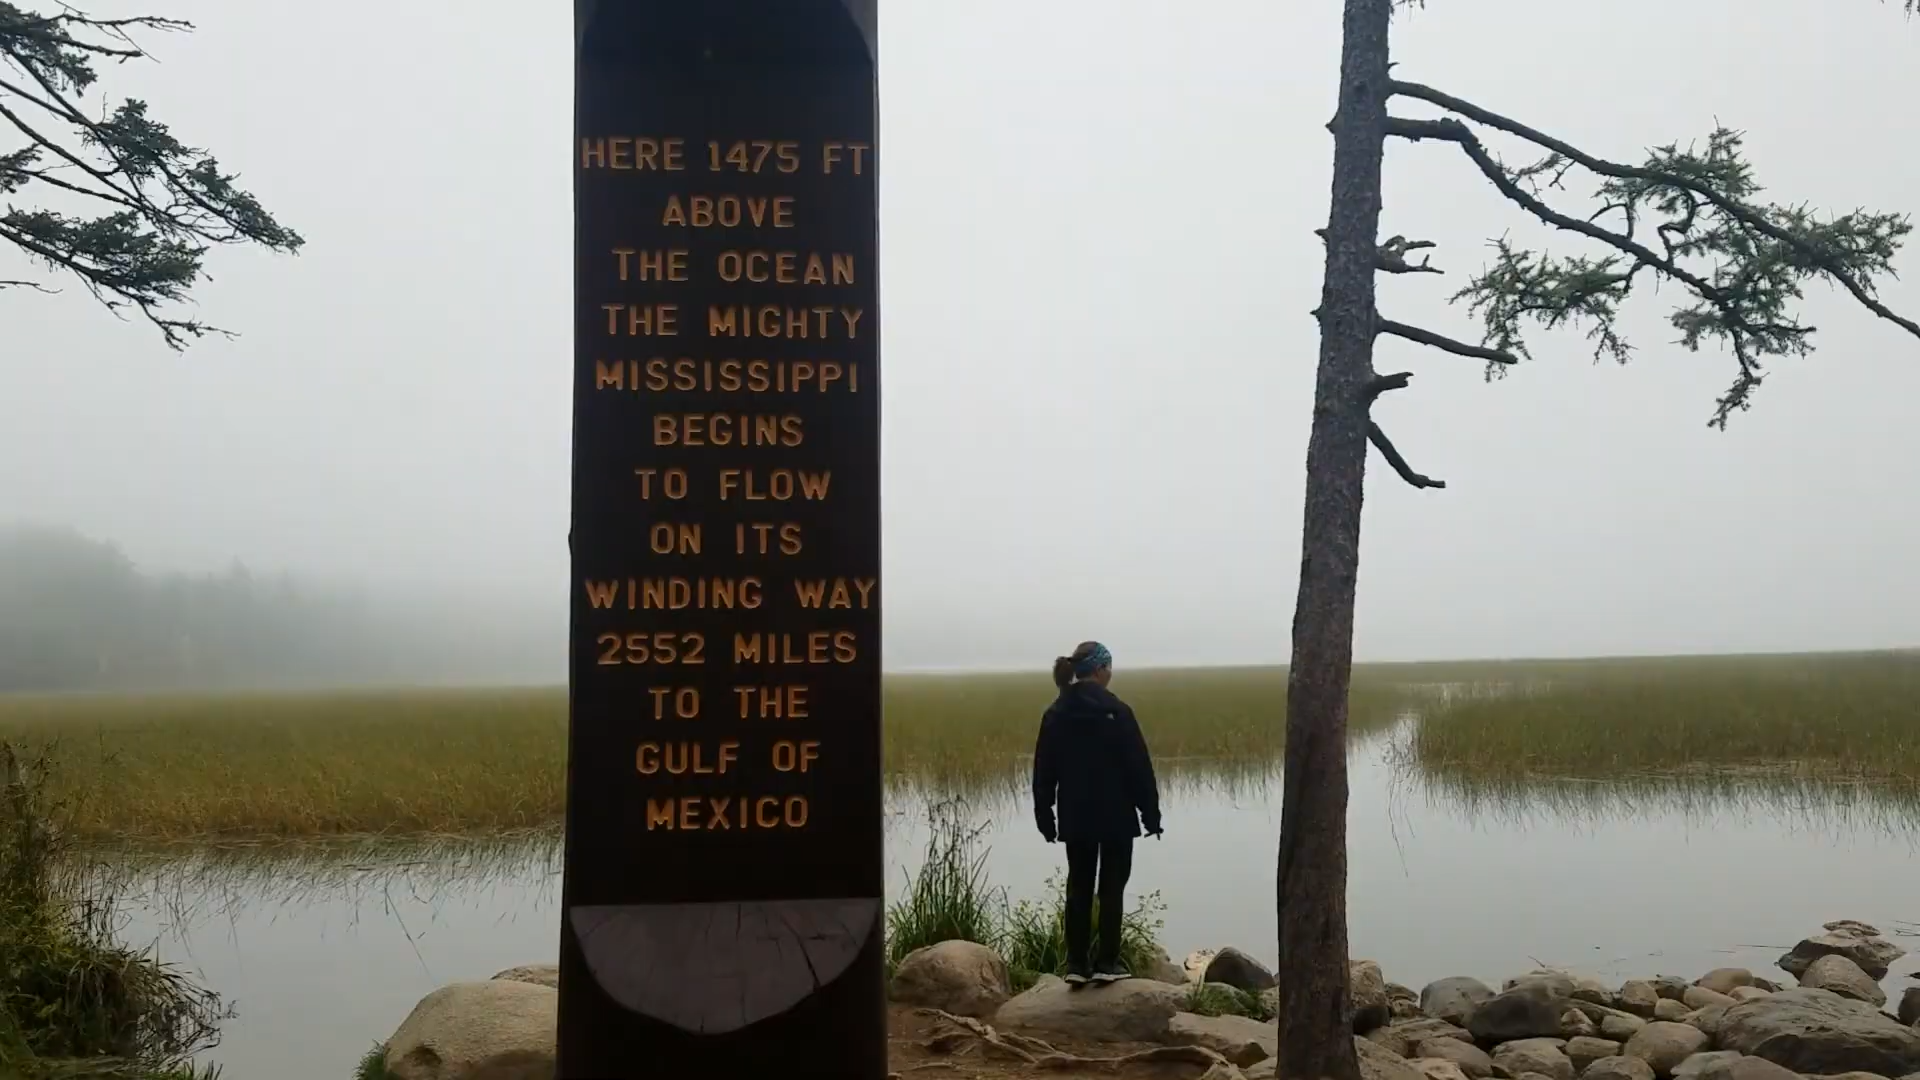 HERE 1475 FT
ABOVE
THE OCEAN
THE MIGHTY
MISSISSIPPI
BEGINS
TO FLOW
ON ITS
WINDING WAY
2552 MILES
TO THE
GULF OF
MEXICO